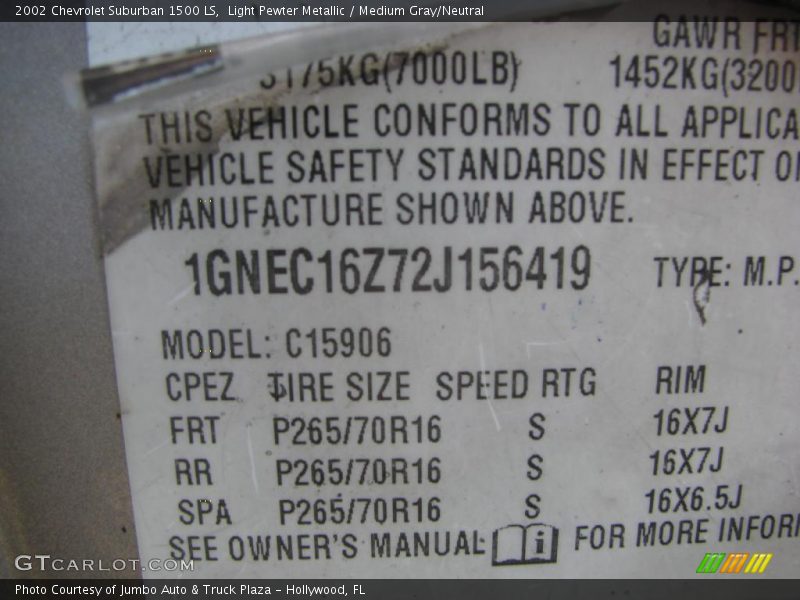 2002 Chevrolet Suburban 1500 LS, Light Pewter Metallic / Medium Gray/Neutral
GAWR FRT
3175KG(7000LB) 1452KG(3200
THIS VEHICLE CONFORMS TO ALL APPLICA
VEHICLE SAFETY STANDARDS IN EFFECT O
MANUFACTURE SHOWN ABOVE.
1GNEC16Z72J156419 TYPE: M.P.
MODEL: C15906
CPEZ TIRE SIZE SPEED RTG RIM
FRT P265/70R16 S 16X7J
RR P265/70R16 S 16X7J
SPA P265/70R16 S 16X6.5J
SEE OWNER'S MANUAL i FOR MORE INFORM
GTCARLOT.COM
Photo Courtesy of Jumbo Auto & Truck Plaza - Hollywood, FL